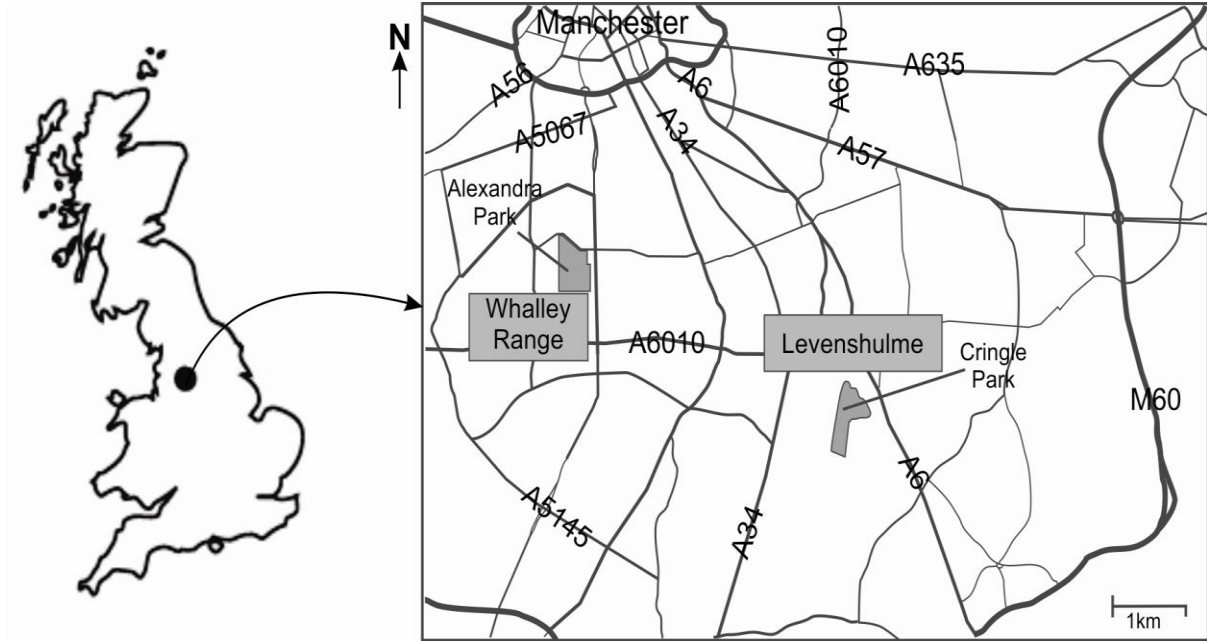 N
Manchester
A56
A6
A6010
A635
A5067
A34
A57
Alexandra
Park
Whalley
Range
A6010
Levenshulme
Cringle
Park
M60
A6
A5145
A34
1km